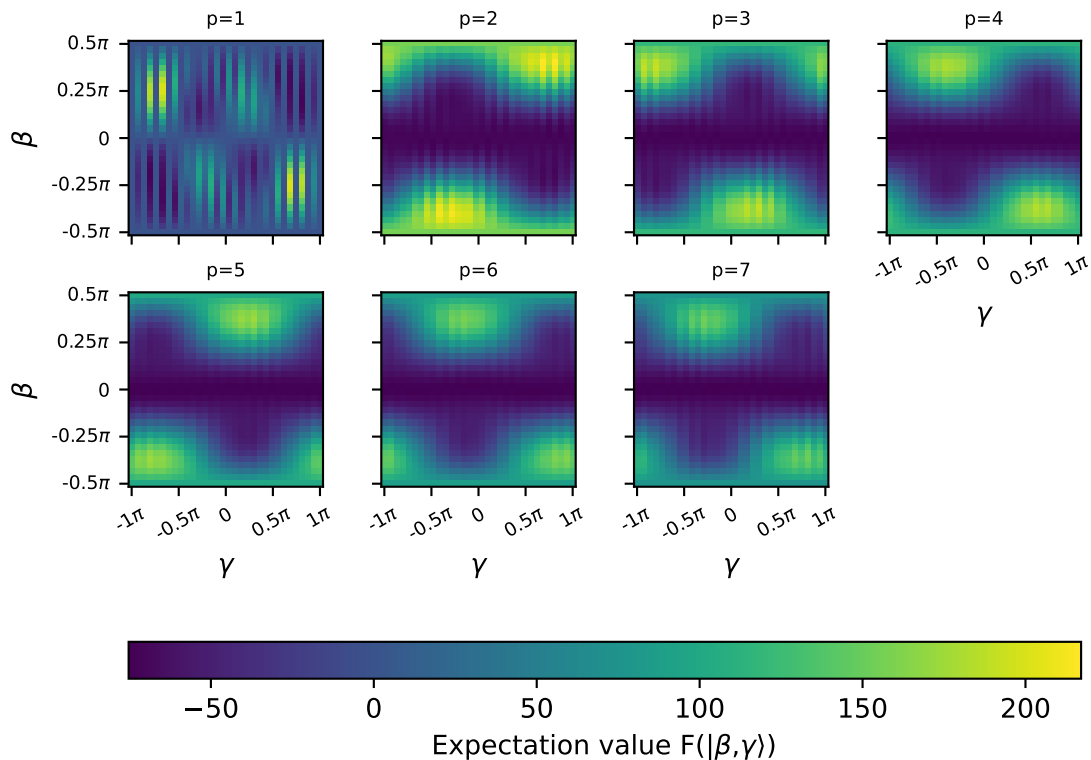 p=1 p=2 p=3 p=4
0.5π
0.25π
0
-0.25π
-0.5π
β
-1π -0.5π 0 0.5π 1π
γ
p=5 p=6 p=7
0.5π
0.25π
0
-0.25π
-0.5π
β
-1π -0.5π 0 0.5π 1π -1π -0.5π 0 0.5π 1π -1π -0.5π 0 0.5π 1π
γ γ γ
−50 0 50 100 150 200
Expectation value F(|β,γ⟩)